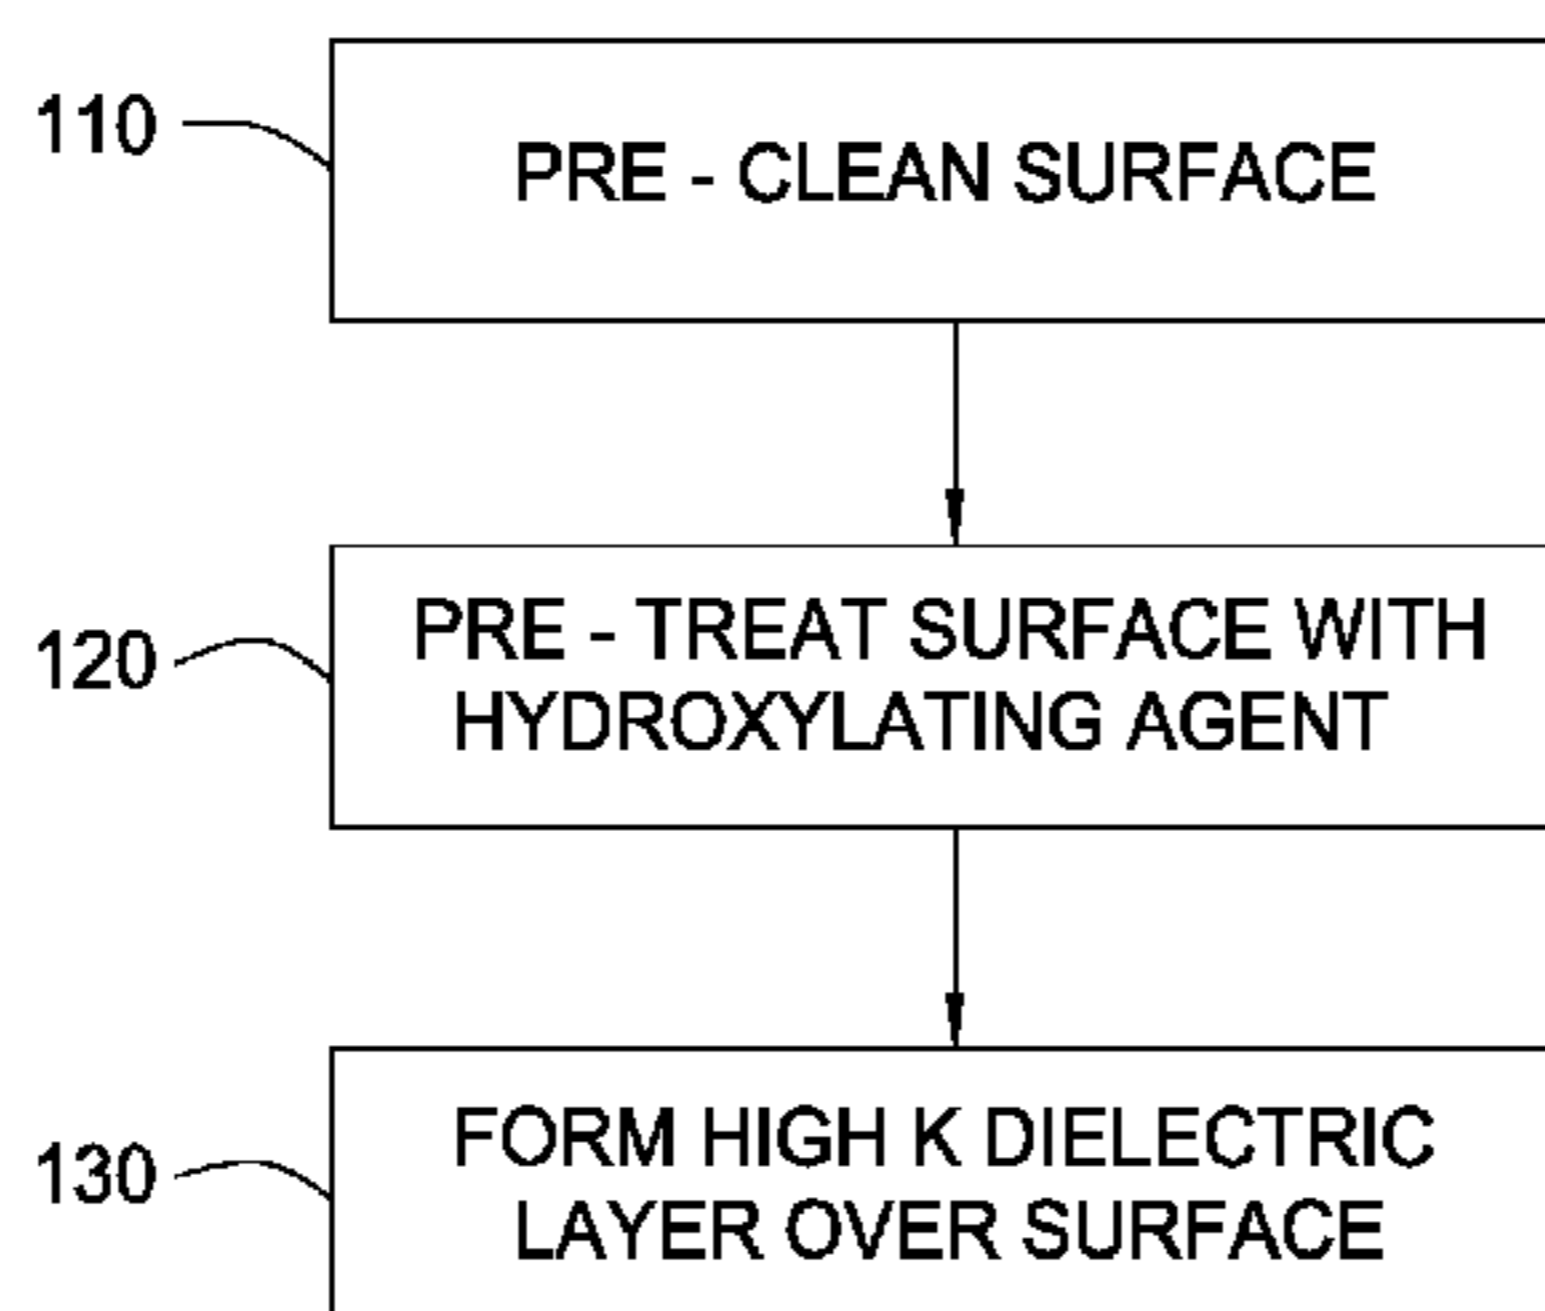 110
PRE - CLEAN SURFACE
120
PRE - TREAT SURFACE WITH
HYDROXYLATING AGENT
130
FORM HIGH K DIELECTRIC
LAYER OVER SURFACE